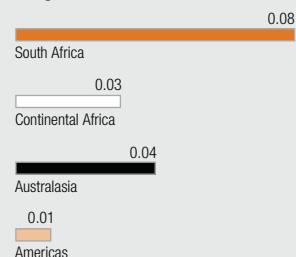 0.08
South Africa
0.03
Continental Africa
0.04
Australasia
0.01
Americas